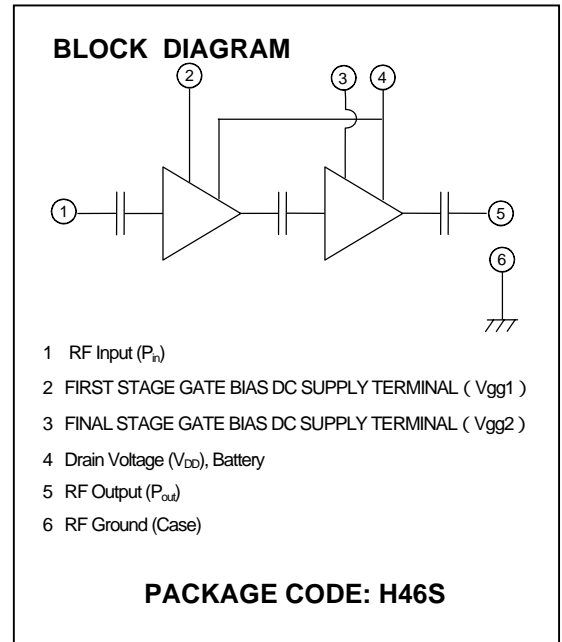 BLOCK DIAGRAM
2
3
4
1
5
6
1 RF Input (Pin)
2 FIRST STAGE GATE BIAS DC SUPPLY TERMINAL ( Vgg1 )
3 FINAL STAGE GATE BIAS DC SUPPLY TERMINAL ( Vgg2 )
4 Drain Voltage (VDD), Battery
5 RF Output (Pout)
6 RF Ground (Case)
PACKAGE CODE: H46S